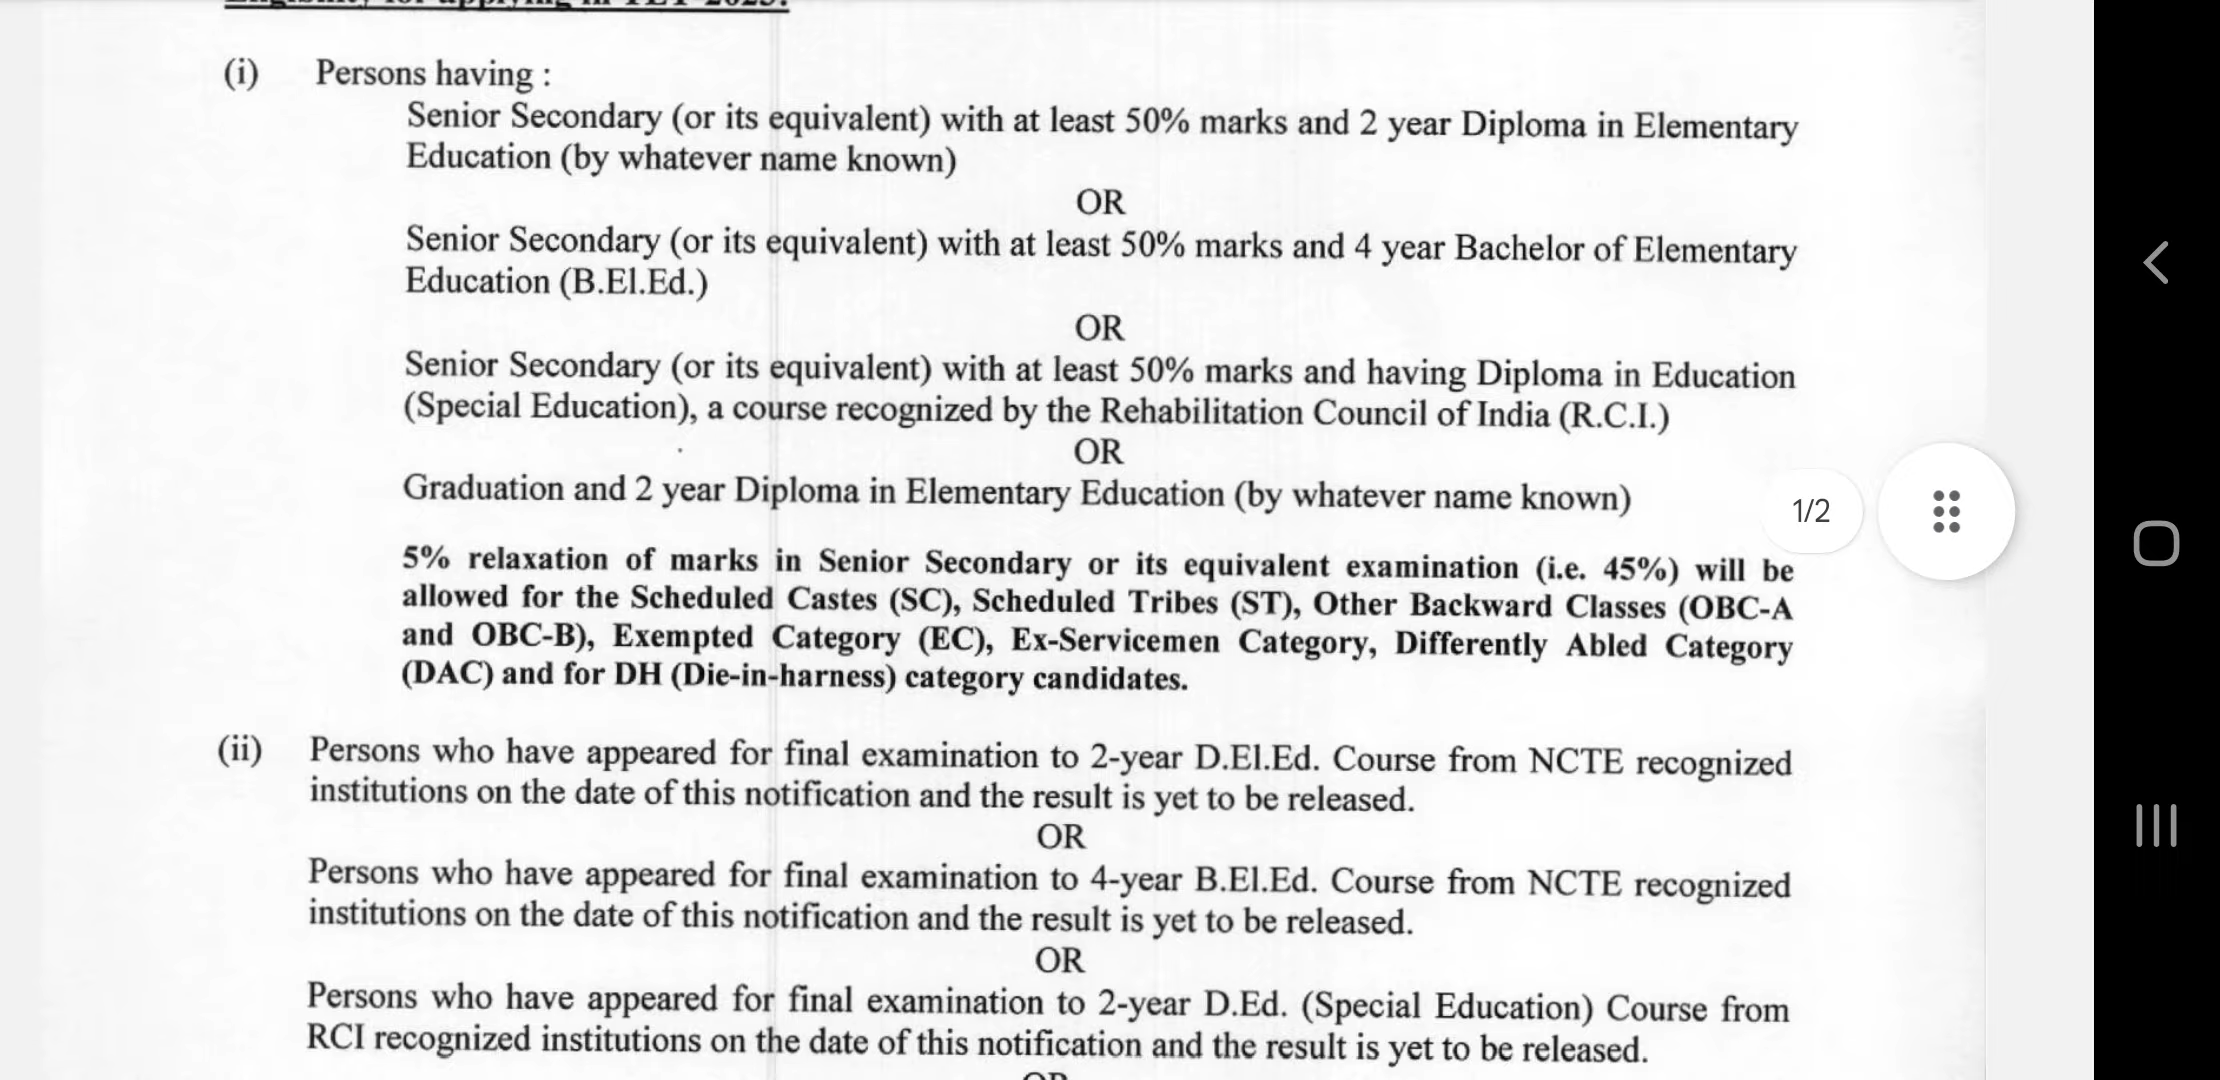 (i) Persons having :
Senior Secondary (or its equivalent) with at least 50% marks and 2 year Diploma in Elementary
Education (by whatever name known)
OR
Senior Secondary (or its equivalent) with at least 50% marks and 4 year Bachelor of Elementary
Education (B.El.Ed.)
OR
Senior Secondary (or its equivalent) with at least 50% marks and having Diploma in Education
(Special Education), a course recognized by the Rehabilitation Council of India (R.C.I.)
OR
Graduation and 2 year Diploma in Elementary Education (by whatever name known)
1/2
5% relaxation of marks in Senior Secondary or its equivalent examination (i.e. 45%) will be
allowed for the Scheduled Castes (SC), Scheduled Tribes (ST), Other Backward Classes (OBC-A
and OBC-B), Exempted Category (EC), Ex-Servicemen Category, Differently Abled Category
(DAC) and for DH (Die-in-harness) category candidates.
(ii) Persons who have appeared for final examination to 2-year D.El.Ed. Course from NCTE recognized
institutions on the date of this notification and the result is yet to be released.
OR
Persons who have appeared for final examination to 4-year B.El.Ed. Course from NCTE recognized
institutions on the date of this notification and the result is yet to be released.
OR
Persons who have appeared for final examination to 2-year D.Ed. (Special Education) Course from
RCI recognized institutions on the date of this notification and the result is yet to be released.